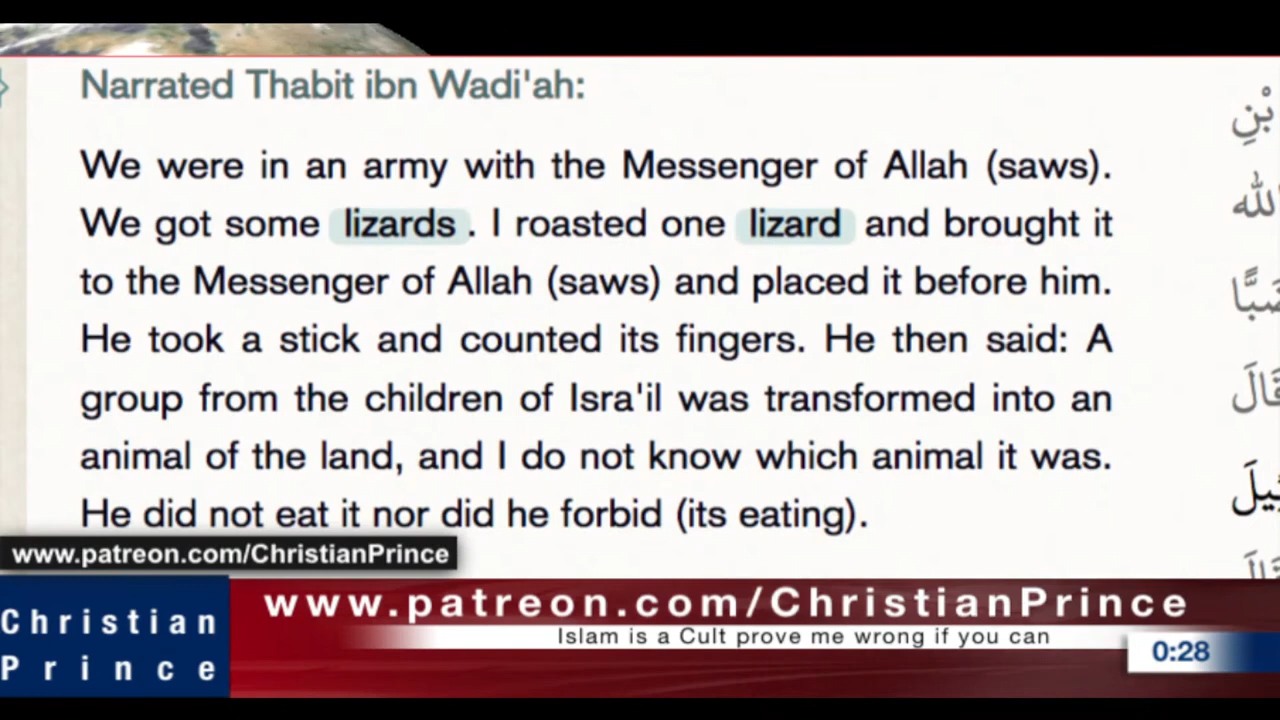 Narrated Thabit ibn Wadi'ah:
We were in an army with the Messenger of Allah (saws).
We got some lizards . I roasted one lizard and brought it
to the Messenger of Allah (saws) and placed it before him.
He took a stick and counted its fingers. He then said: A
group from the children of Isra'il was transformed into an
animal of the land, and I do not know which animal it was.
He did not eat it nor did he forbid (its eating).
بْنِ
الله
قَالَ
www.patreon.com/ChristianPrince
www.patreon.com/ChristianPrince
Islam is a Cult prove me wrong if you can
Christian
Prince
0:28